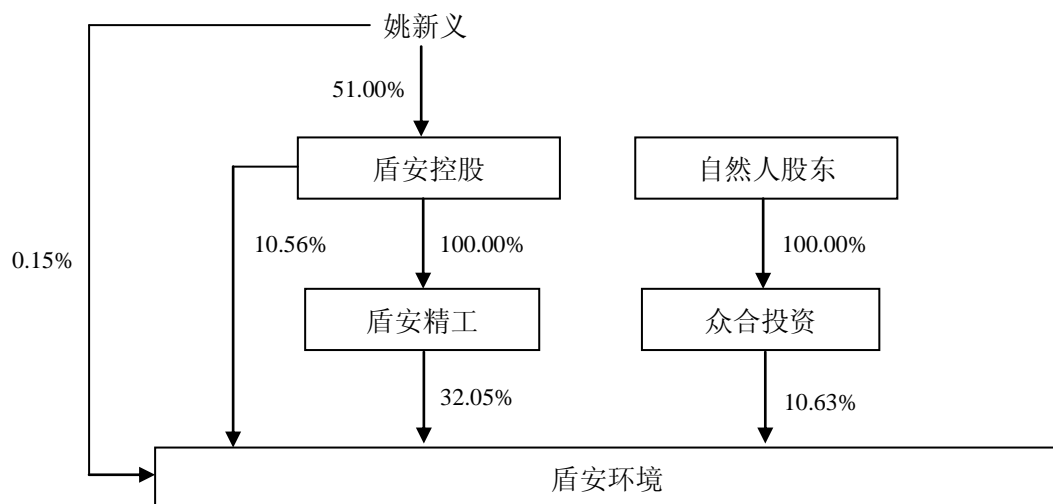 姚新义
51.00%
盾安控股
自然人股东
0.15%
10.56%
100.00%
100.00%
盾安精工
众合投资
32.05%
10.63%
盾安环境